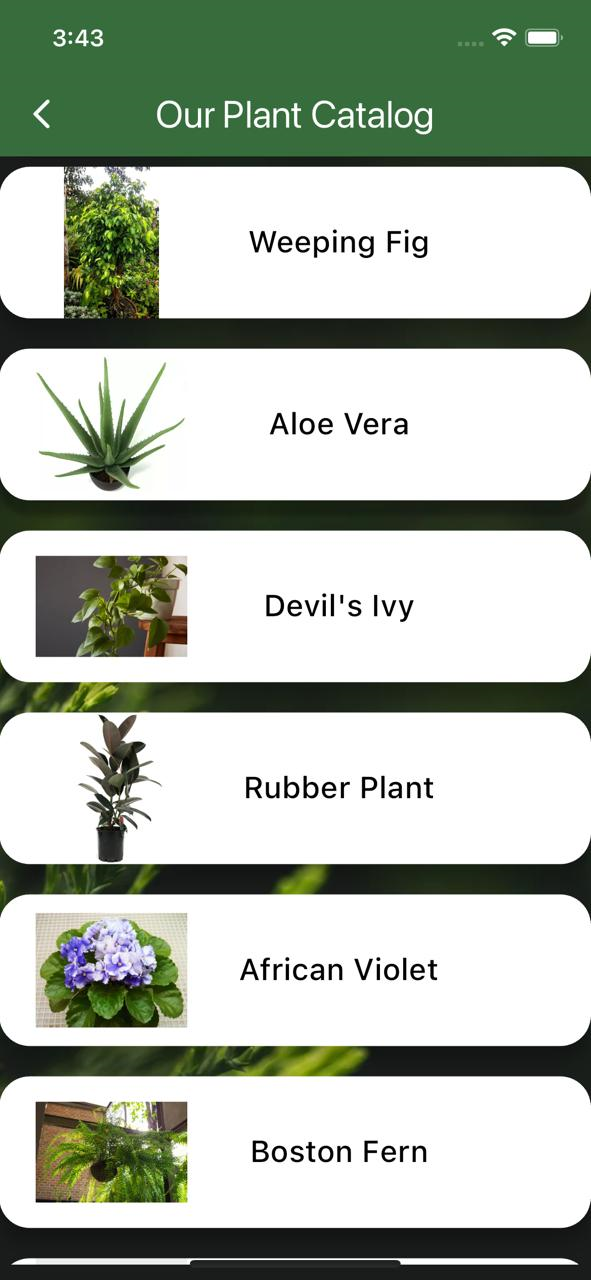 3:43
Our Plant Catalog
Weeping Fig
Aloe Vera
Devil's Ivy
Rubber Plant
African Violet
Boston Fern